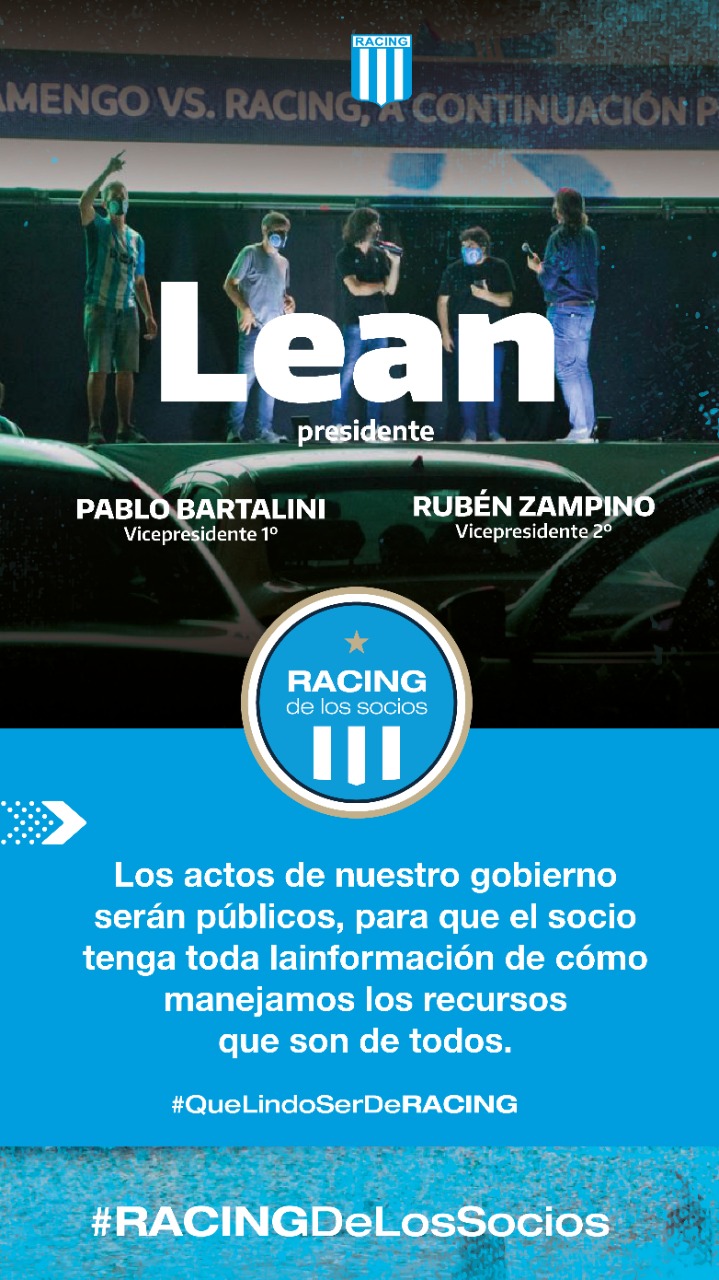 RACING
AMENGO VS. RACING, A CONTINUACIÓN P
Lean
presidente
PABLO BARTALINI
Vicepresidente 1º
RUBÉN ZAMPINO
Vicepresidente 2º
RACING
de los socios
Los actos de nuestro gobierno
serán públicos, para que el socio
tenga toda lainformación de cómo
manejamos los recursos
que son de todos.
#QueLindoSerDeRACING
#RACINGDeLosSocios